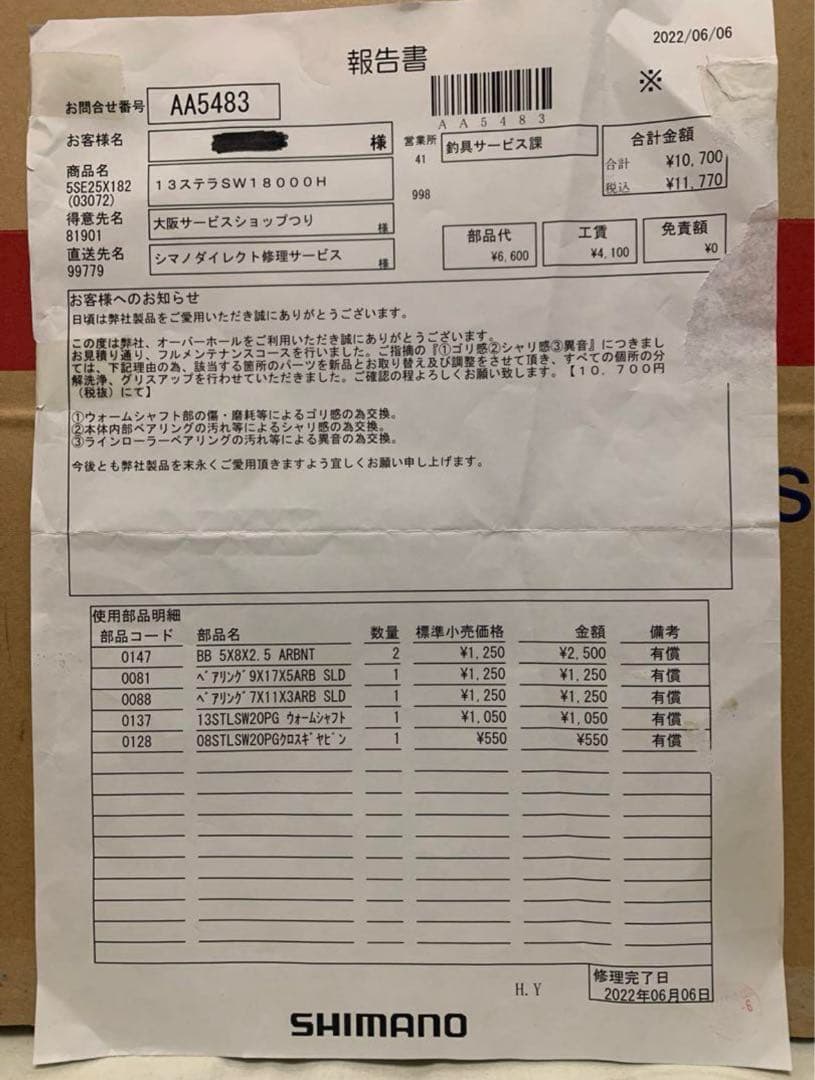 2022/06/06
報告書
※
お問合せ番号 AA5483
AA5483
お客様名 様
営業所 41 釣具サービス課
998
合計金額
合計 ¥10,700
税込 ¥11,770
商品名
5SE25X182
(03072)
13ステラSW18000H
得意先名
81901
大阪サービスショップつり 様
直送先名
99779
シマノダイレクト修理サービス 様
部品代 ¥6,600
工賃 ¥4,100
免責額 ¥0
お客様へのお知らせ
日頃は弊社製品をご愛用いただき誠にありがとうございます。
この度は弊社、オーバーホールをご利用いただき誠にありがとうございます。
お見積り通り、フルメンテナンスコースを行いました。ご指摘の『①ゴリ感②シャリ感③異音』につきまし
ては、下記理由の為、該当する箇所のパーツを新品とお取り替え及び調整をさせて頂き、すべての個所の分
解洗浄、グリスアップを行わせていただきました。ご確認の程よろしくお願い致します。【10,700円
(税抜)にて】
①ウォームシャフト部の傷・磨耗等によるゴリ感の為交換。
②本体内部ベアリングの汚れ等によるシャリ感の為交換。
③ラインローラーベアリングの汚れ等による異音の為交換。
今後とも弊社製品を末永くご愛用頂きますよう宜しくお願い申し上げます。
使用部品明細
部品コード 部品名 数量 標準小売価格 金額 備考
0147 BB 5X8X2.5 ARBNT 2 ¥1,250 ¥2,500 有償
0081 ﾍﾞｱﾘﾝｸﾞ9X17X5ARB SLD 1 ¥1,250 ¥1,250 有償
0088 ﾍﾞｱﾘﾝｸﾞ7X11X3ARB SLD 1 ¥1,250 ¥1,250 有償
0137 13STLSW20PG ｳｫｰﾑｼｬﾌﾄ 1 ¥1,050 ¥1,050 有償
0128 08STLSW20PGｸﾛｽｷﾞﾔﾋﾟﾝ 1 ¥550 ¥550 有償
H.Y
修理完了日
2022年06月06日
SHIMANO
S